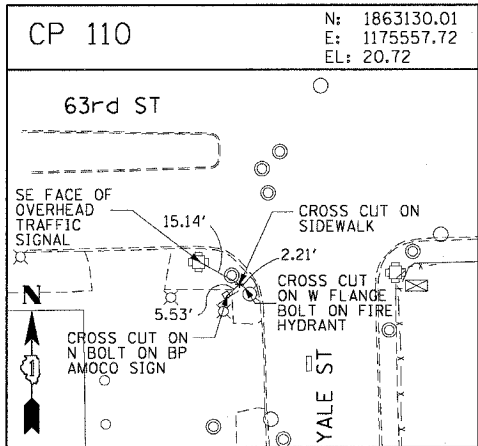 CP 110
N: 1863130.01
E: 1175557.72
EL: 20.72
63rd ST
SE FACE OF
OVERHEAD
TRAFFIC
SIGNAL
15.14'
CROSS CUT ON
SIDEWALK
2.21'
CROSS CUT
ON W FLANGE
BOLT ON FIRE
HYDRANT
5.53'
CROSS CUT ON
N BOLT ON BP
AMOCO SIGN
N
YALE ST